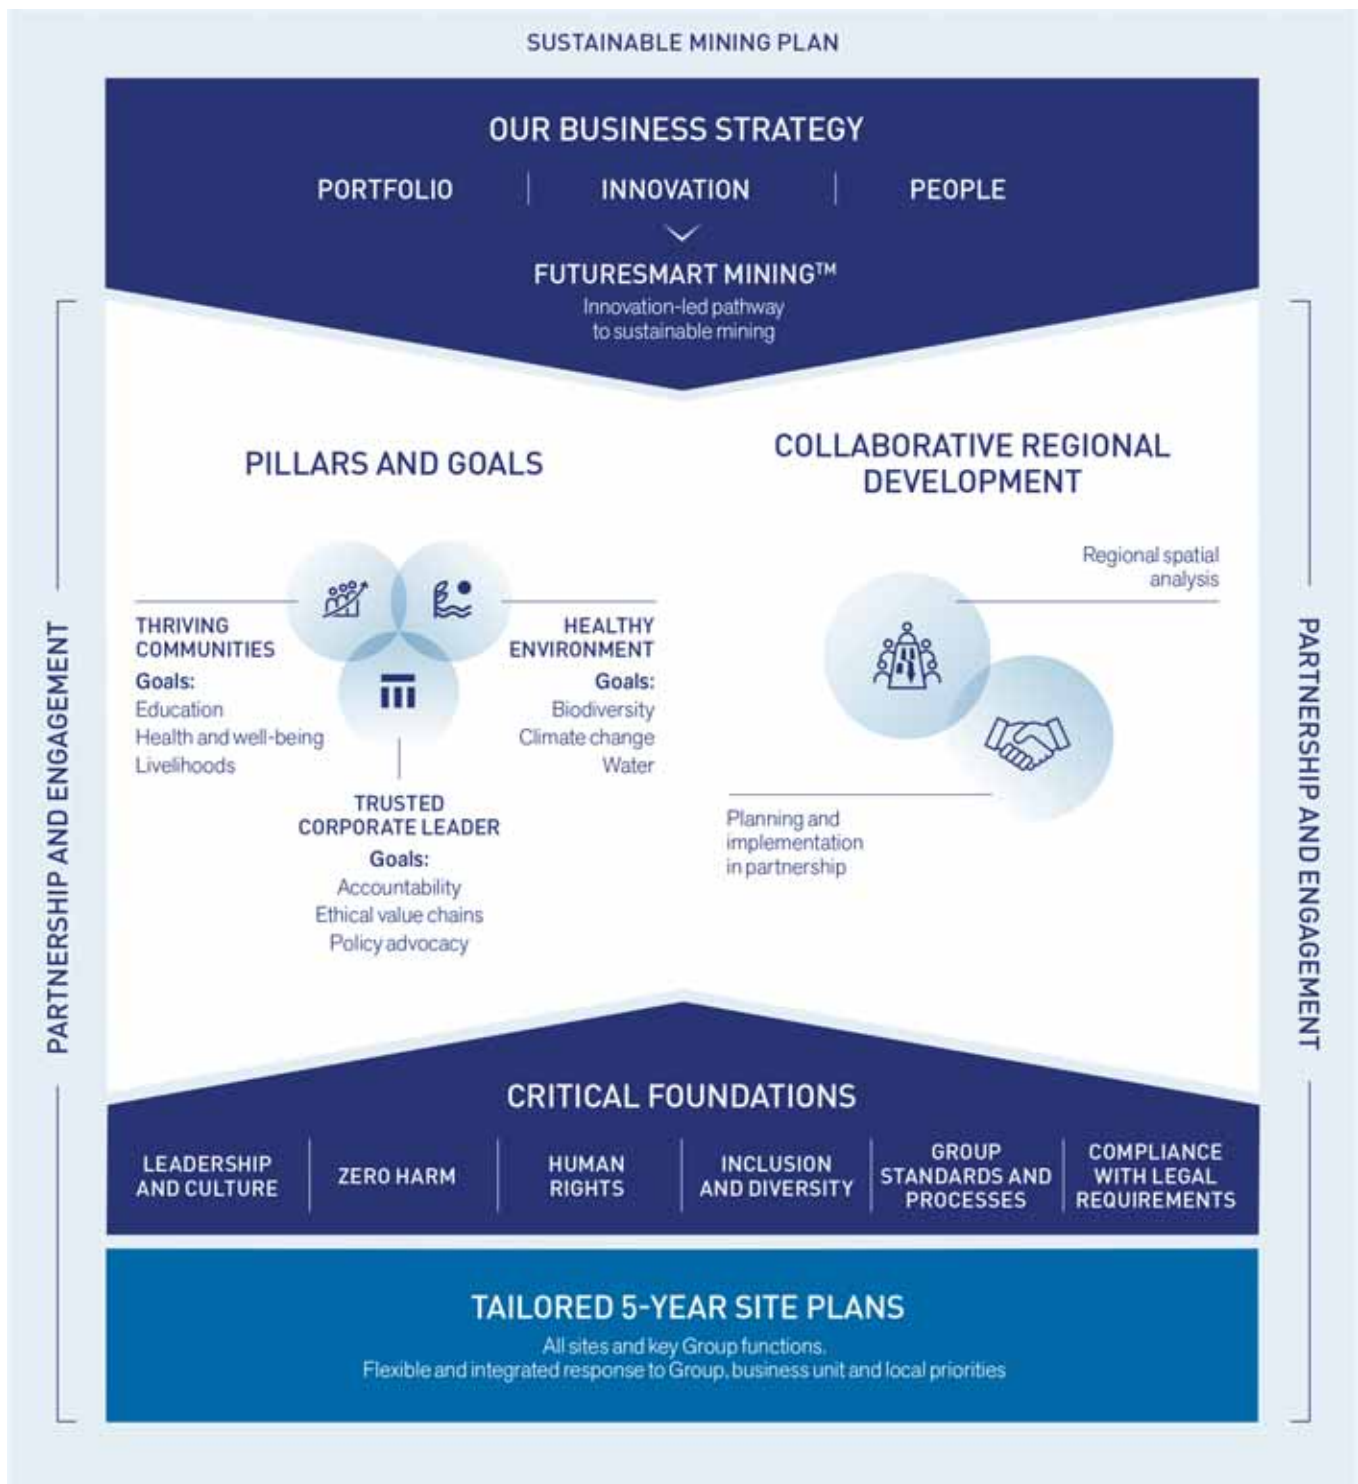 SUSTAINABLE MINING PLAN
OUR BUSINESS STRATEGY
PORTFOLIO
INNOVATION
PEOPLE
FUTURESMART MINING™
Innovation-led pathway
to sustainable mining
PARTNERSHIP AND ENGAGEMENT
PILLARS AND GOALS
THRIVING
COMMUNITIES
Goals:
Education
Health and well-being
Livelihoods
HEALTHY
ENVIRONMENT
Goals:
Biodiversity
Climate change
Water
TRUSTED
CORPORATE LEADER
Goals:
Accountability
Ethical value chains
Policy advocacy
COLLABORATIVE REGIONAL
DEVELOPMENT
Regional spatial
analysis
Planning and
implementation
in partnership
PARTNERSHIP AND ENGAGEMENT
CRITICAL FOUNDATIONS
LEADERSHIP
AND CULTURE
ZERO HARM
HUMAN
RIGHTS
INCLUSION
AND DIVERSITY
GROUP
STANDARDS AND
PROCESSES
COMPLIANCE
WITH LEGAL
REQUIREMENTS
TAILORED 5-YEAR SITE PLANS
All sites and key Group functions.
Flexible and integrated response to Group, business unit and local priorities